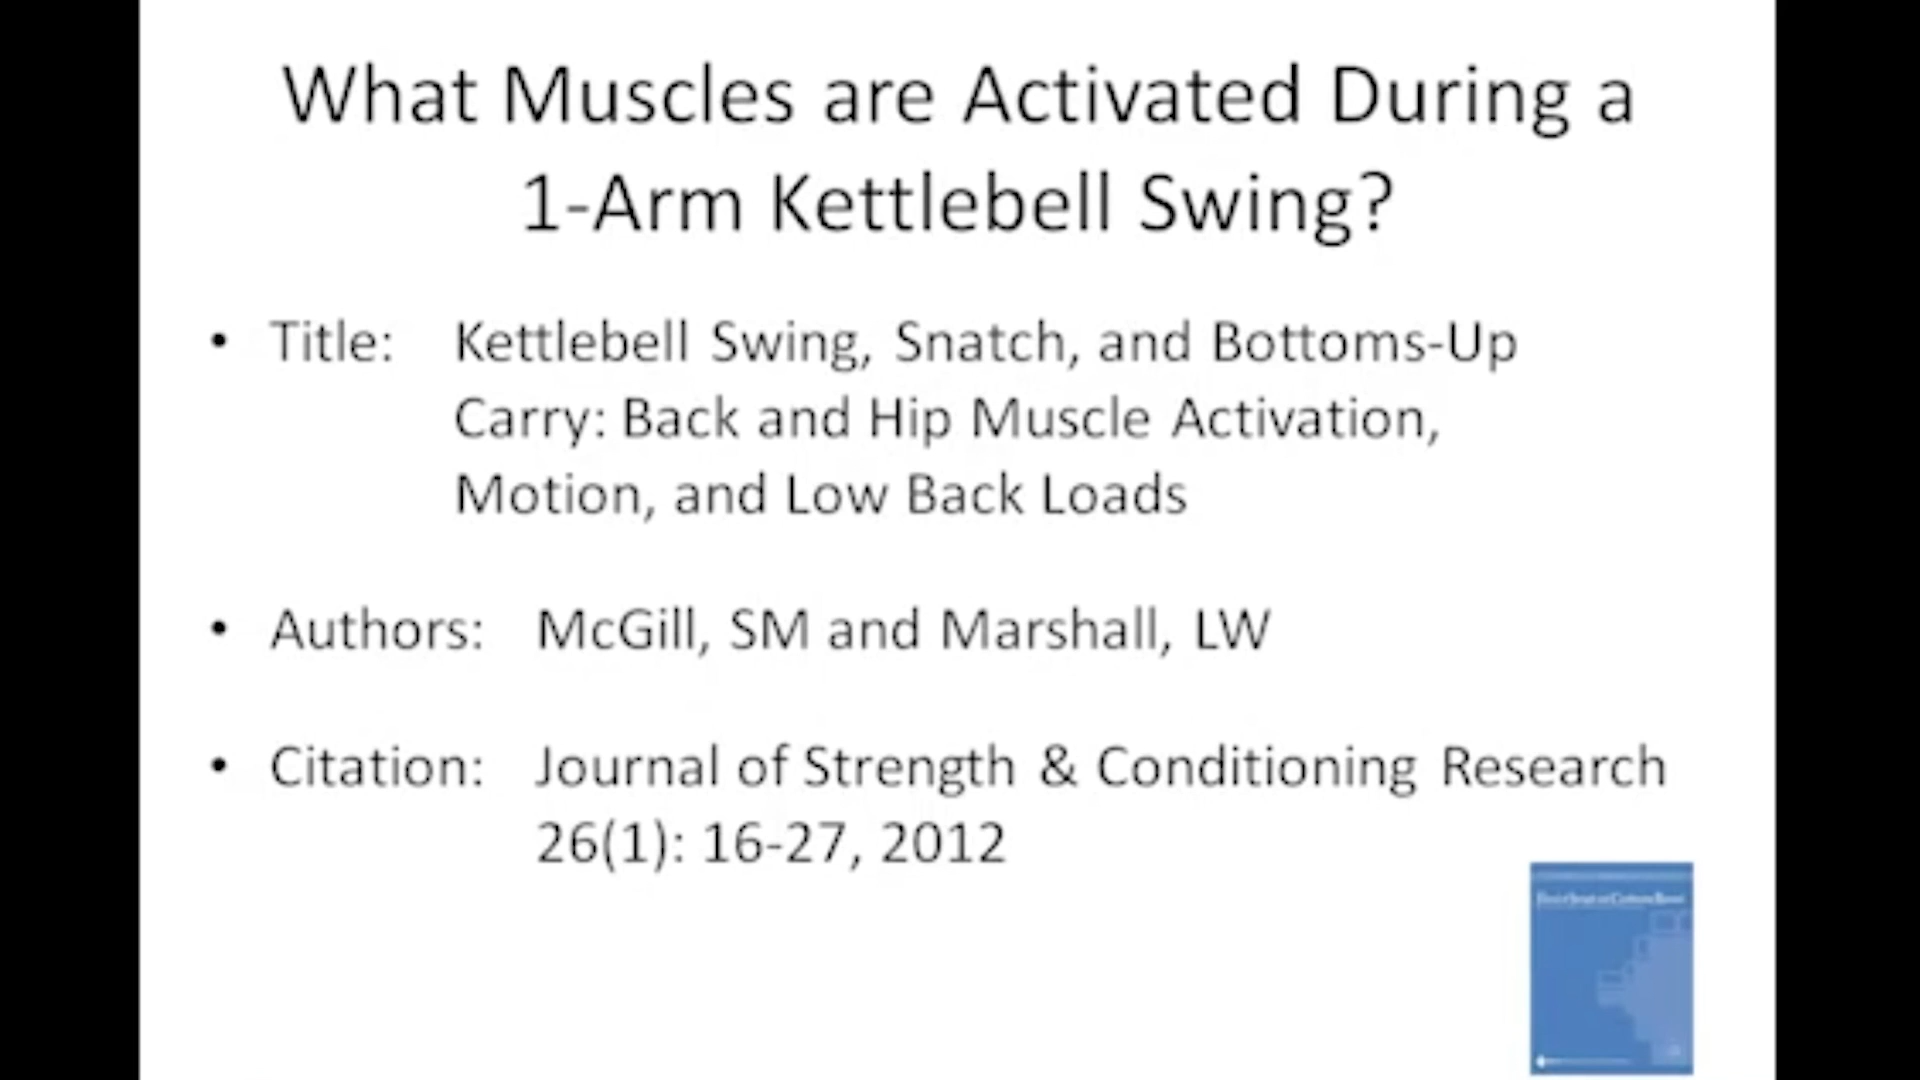 What Muscles are Activated During a
1-Arm Kettlebell Swing?
• Title: Kettlebell Swing, Snatch, and Bottoms-Up
Carry: Back and Hip Muscle Activation,
Motion, and Low Back Loads
• Authors: McGill, SM and Marshall, LW
• Citation: Journal of Strength & Conditioning Research
26(1): 16-27, 2012